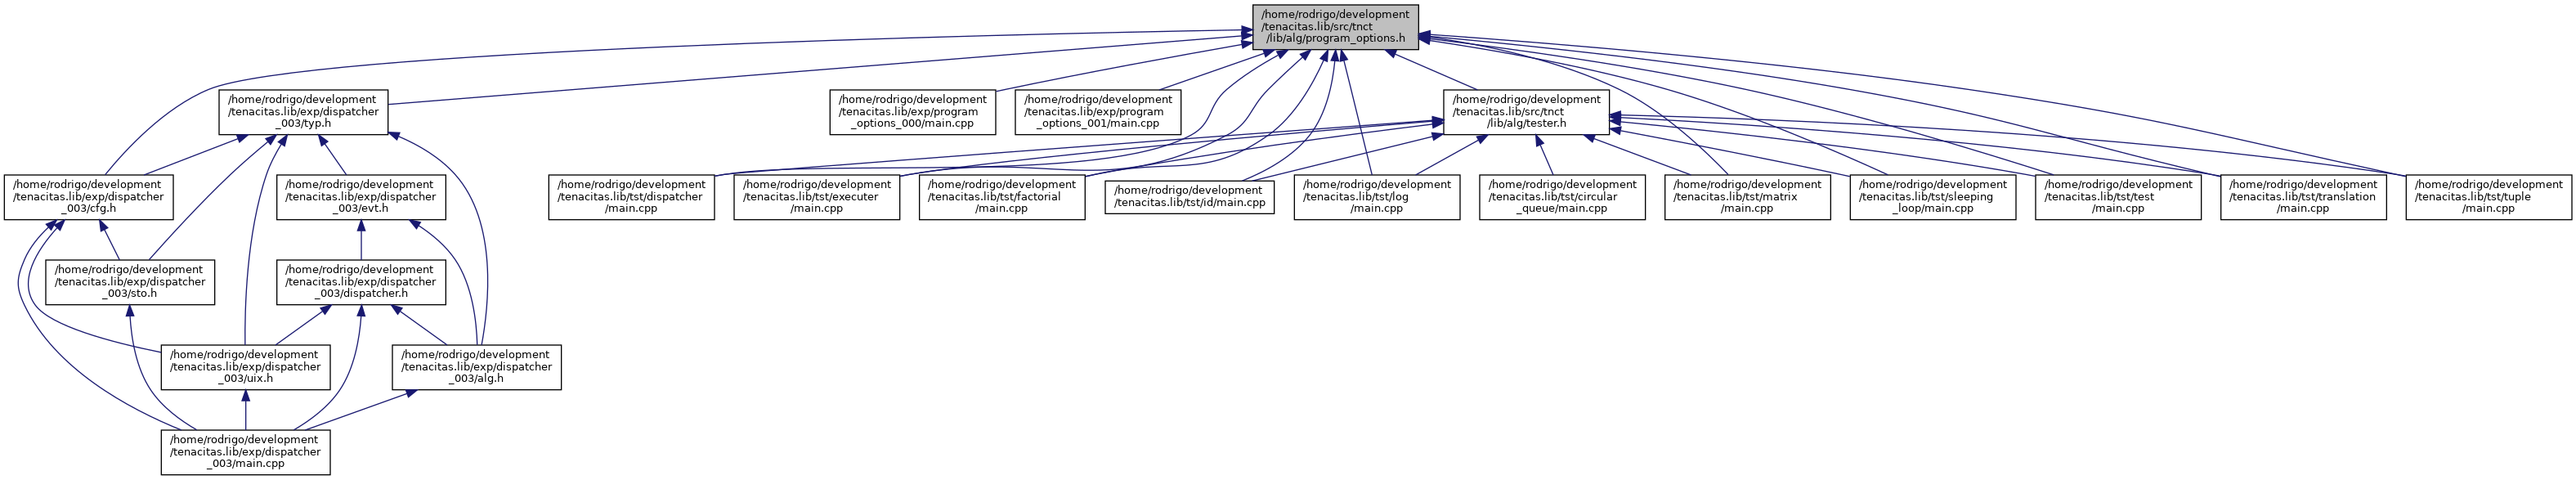 /home/rodrigo/development
/tenacitas.lib/src/tnct
/lib/alg/program_options.h
/home/rodrigo/development
/tenacitas.lib/exp/dispatcher
_003/typ.h
/home/rodrigo/development
/tenacitas.lib/exp/program
_options_000/main.cpp
/home/rodrigo/development
/tenacitas.lib/exp/program
_options_001/main.cpp
/home/rodrigo/development
/tenacitas.lib/src/tnct
/lib/alg/tester.h
/home/rodrigo/development
/tenacitas.lib/exp/dispatcher
_003/cfg.h
/home/rodrigo/development
/tenacitas.lib/exp/dispatcher
_003/evt.h
/home/rodrigo/development
/tenacitas.lib/tst/dispatcher
/main.cpp
/home/rodrigo/development
/tenacitas.lib/tst/executer
/main.cpp
/home/rodrigo/development
/tenacitas.lib/tst/factorial
/main.cpp
/home/rodrigo/development
/tenacitas.lib/tst/id/main.cpp
/home/rodrigo/development
/tenacitas.lib/tst/log
/main.cpp
/home/rodrigo/development
/tenacitas.lib/tst/circular
_queue/main.cpp
/home/rodrigo/development
/tenacitas.lib/tst/matrix
/main.cpp
/home/rodrigo/development
/tenacitas.lib/tst/sleeping
_loop/main.cpp
/home/rodrigo/development
/tenacitas.lib/tst/test
/main.cpp
/home/rodrigo/development
/tenacitas.lib/tst/translation
/main.cpp
/home/rodrigo/development
/tenacitas.lib/tst/tuple
/main.cpp
/home/rodrigo/development
/tenacitas.lib/exp/dispatcher
_003/sto.h
/home/rodrigo/development
/tenacitas.lib/exp/dispatcher
_003/dispatcher.h
/home/rodrigo/development
/tenacitas.lib/exp/dispatcher
_003/uix.h
/home/rodrigo/development
/tenacitas.lib/exp/dispatcher
_003/alg.h
/home/rodrigo/development
/tenacitas.lib/exp/dispatcher
_003/main.cpp